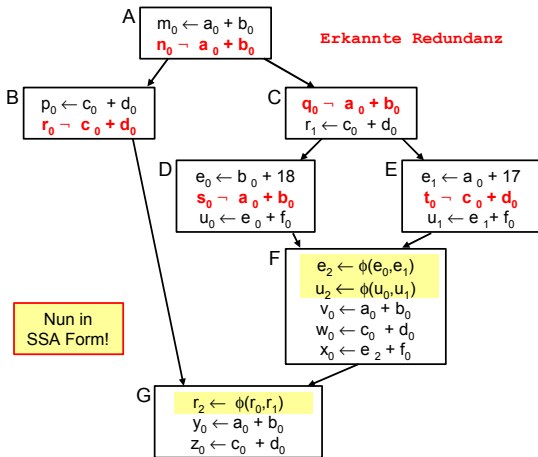 A
m₀ ← a₀ + b₀
n₀ ¬ a₀ + b₀
Erkannte Redundanz
B
p₀ ← c₀ + d₀
r₀ ¬ c₀ + d₀
C
q₀ ¬ a₀ + b₀
r₁ ← c₀ + d₀
D
e₀ ← b₀ + 18
s₀ ¬ a₀ + b₀
u₀ ← e₀ + f₀
E
e₁ ← a₀ + 17
t₀ ¬ c₀ + d₀
u₁ ← e₁ + f₀
F
e₂ ← ϕ(e₀,e₁)
u₂ ← ϕ(u₀,u₁)
v₀ ← a₀ + b₀
w₀ ← c₀ + d₀
x₀ ← e₂ + f₀
Nun in
SSA Form!
G
r₂ ← ϕ(r₀,r₁)
y₀ ← a₀ + b₀
z₀ ← c₀ + d₀